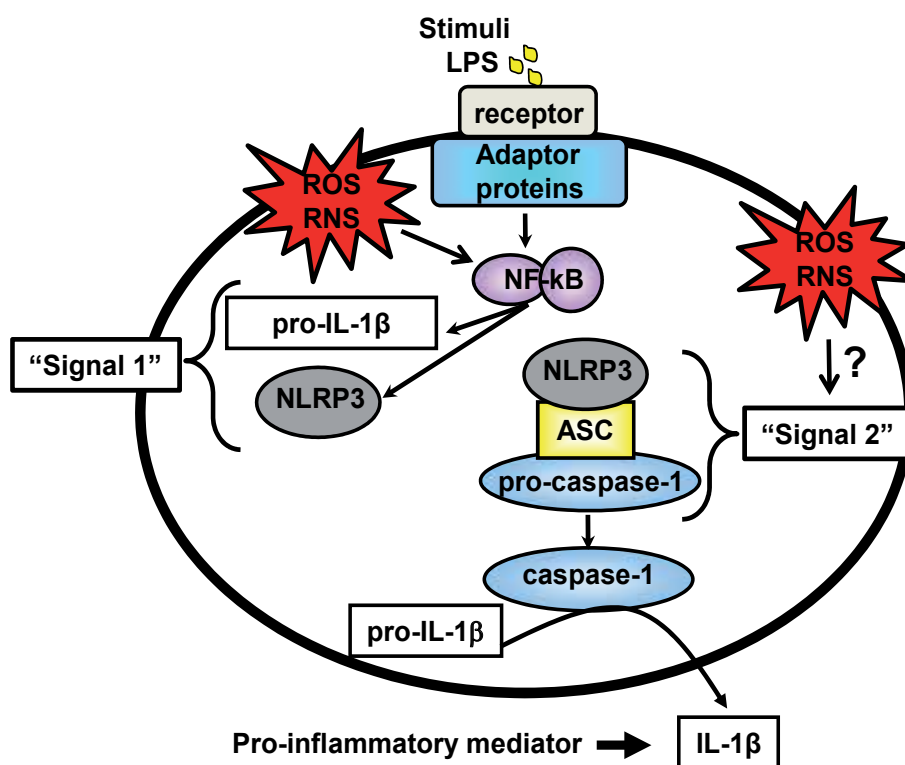 Stimuli
LPS
receptor
Adaptor
proteins
ROS
RNS
ROS
RNS
NF-kB
pro-IL-1β
"Signal 1"
NLRP3
NLRP3
?
ASC
"Signal 2"
pro-caspase-1
caspase-1
pro-IL-1β
Pro-inflammatory mediator
IL-1β